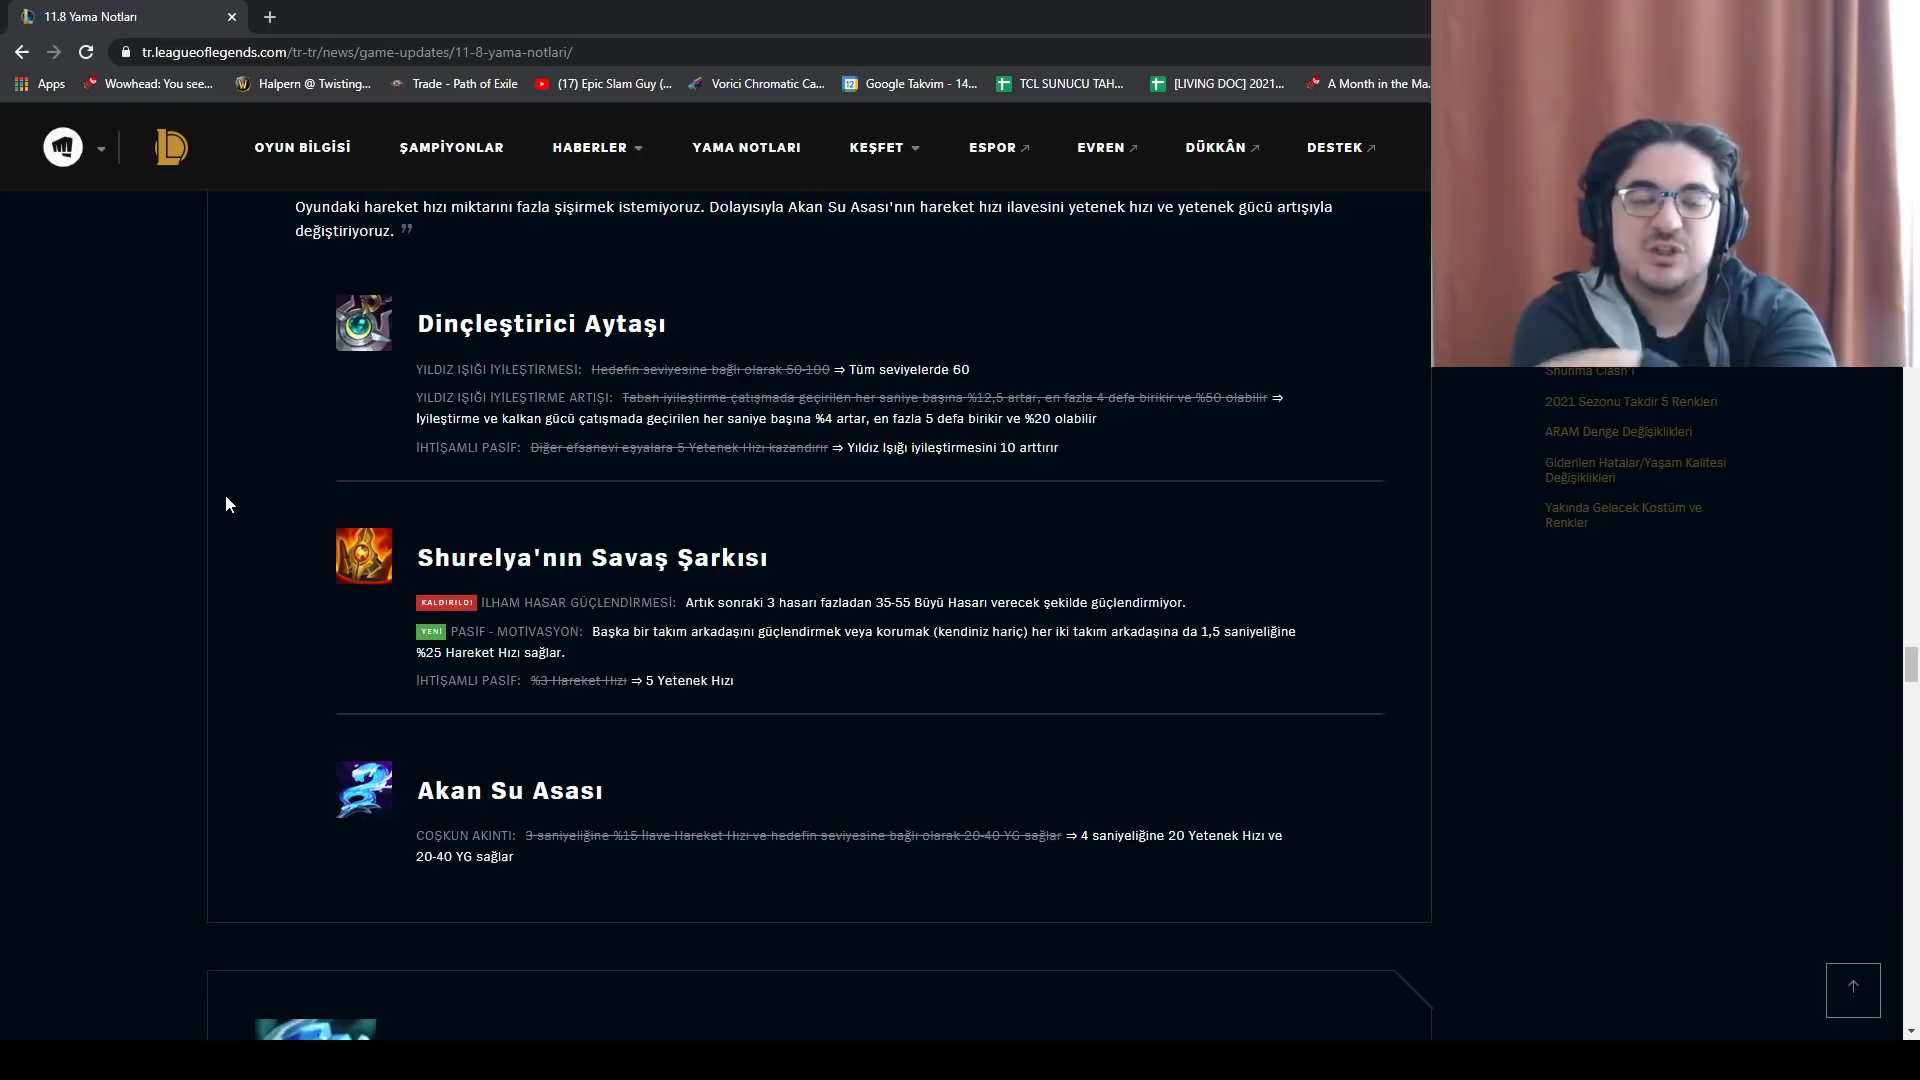 11.8 Yama Notları
tr.leagueoflegends.com/tr-tr/news/game-updates/11-8-yama-notlari/
Apps Wowhead: You see... Halpern @ Twisting... Trade - Path of Exile (17) Epic Slam Guy (... Vorici Chromatic Ca... Google Takvim - 14... TCL SUNUCU TAH... [LIVING DOC] 2021... A Month in the Ma...
OYUN BİLGİSİ ŞAMPİYONLAR HABERLER YAMA NOTLARI KEŞFET ESPOR EVREN DÜKKÂN DESTEK
Oyundaki hareket hızı miktarını fazla şişirmek istemiyoruz. Dolayısıyla Akan Su Asası'nın hareket hızı ilavesini yetenek hızı ve yetenek gücü artışıyla
değiştiriyoruz. ”
Dinçleştirici Aytaşı
YILDIZ IŞIĞI İYİLEŞTİRMESİ: Hedefin seviyesine bağlı olarak 50-100 ⇒ Tüm seviyelerde 60
YILDIZ IŞIĞI İYİLEŞTİRME ARTIŞI: Taban iyileştirme çatışmada geçirilen her saniye başına %12,5 artar, en fazla 4 defa birikir ve %50 olabilir ⇒
İyileştirme ve kalkan gücü çatışmada geçirilen her saniye başına %4 artar, en fazla 5 defa birikir ve %20 olabilir
İHTİŞAMLI PASİF: Diğer efsanevi eşyalara 5 Yetenek Hızı kazandırır ⇒ Yıldız Işığı iyileştirmesini 10 arttırır
Shurelya'nın Savaş Şarkısı
KALDIRILDI İLHAM HASAR GÜÇLENDİRMESİ: Artık sonraki 3 hasarı fazladan 35-55 Büyü Hasarı verecek şekilde güçlendirmiyor.
YENİ PASİF - MOTİVASYON: Başka bir takım arkadaşını güçlendirmek veya korumak (kendiniz hariç) her iki takım arkadaşına da 1,5 saniyeliğine
%25 Hareket Hızı sağlar.
İHTİŞAMLI PASİF: %3 Hareket Hızı ⇒ 5 Yetenek Hızı
Akan Su Asası
COŞKUN AKINTI: 3 saniyeliğine %15 İlave Hareket Hızı ve hedefin seviyesine bağlı olarak 20-40 YG sağlar ⇒ 4 saniyeliğine 20 Yetenek Hızı ve
20-40 YG sağlar
Shurima Clash'i
2021 Sezonu Takdir 5 Renkleri
ARAM Denge Değişiklikleri
Giderilen Hatalar/Yaşam Kalitesi
Değişiklikleri
Yakında Gelecek Kostüm ve
Renkler